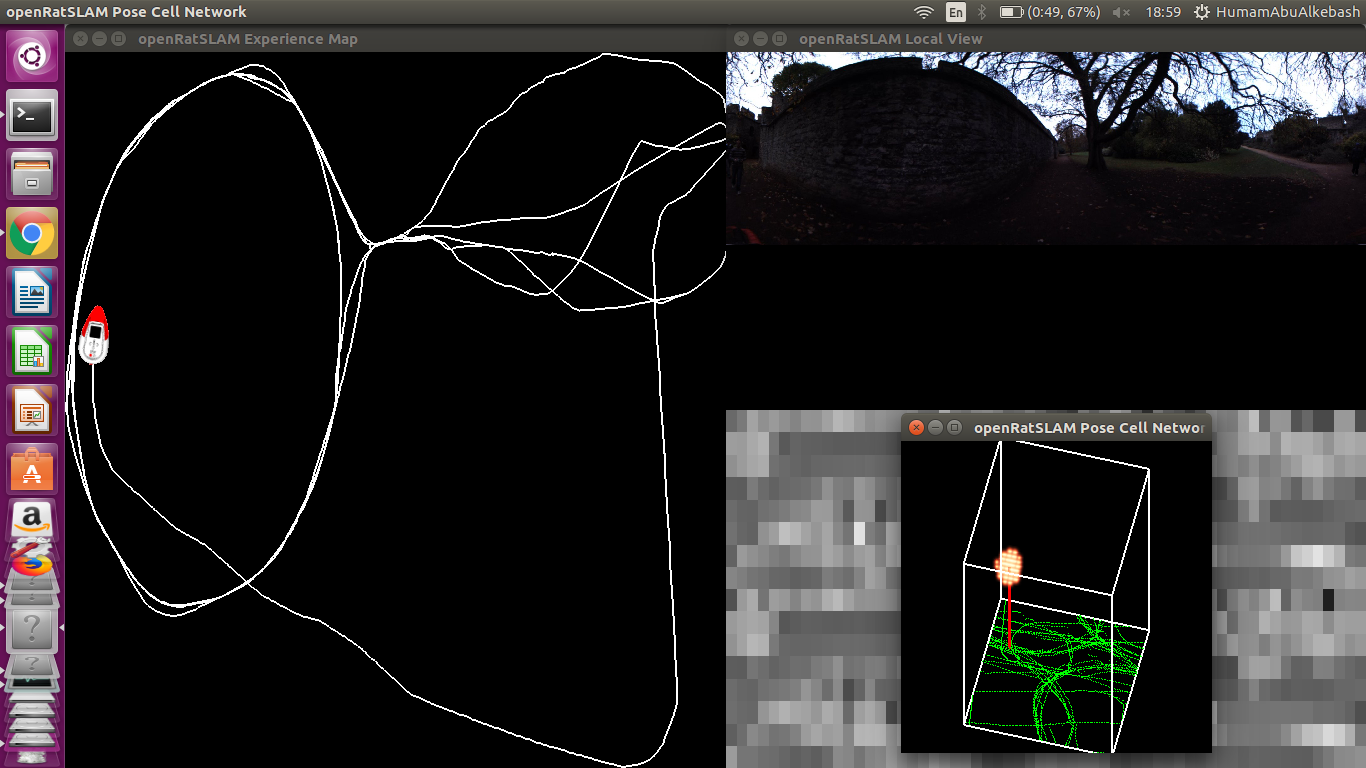 openRatSLAM Pose Cell Network
En
(0:49, 67%)
18:59
HumamAbuAlkebash
openRatSLAM Experience Map
openRatSLAM Local View
openRatSLAM Pose Cell Networ